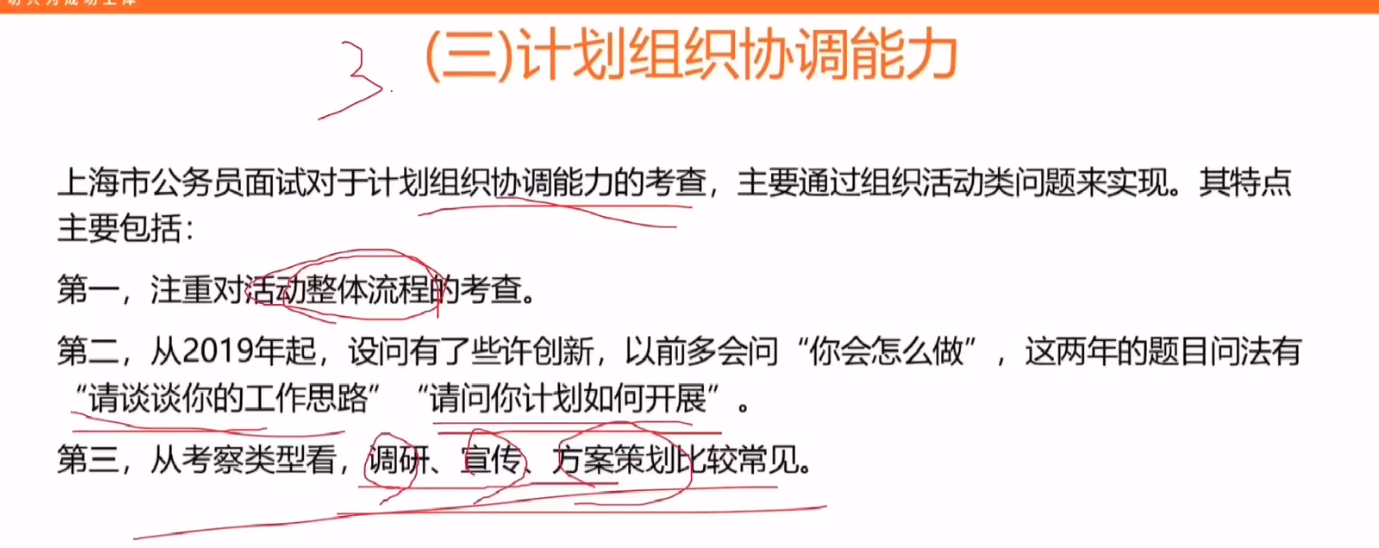 (三)计划组织协调能力
3
上海市公务员面试对于计划组织协调能力的考查，主要通过组织活动类问题来实现。其特点
主要包括：
第一，注重对活动整体流程的考查。
第二，从2019年起，设问有了些许创新，以前多会问“你会怎么做”，这两年的题目问法有
“请谈谈你的工作思路”“请问你计划如何开展”。
第三，从考察类型看，调研、宣传、方案策划比较常见。